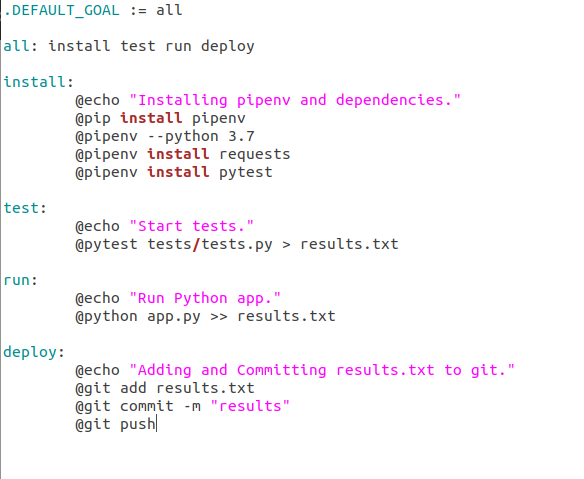 .DEFAULT_GOAL := all
all: install test run deploy
install:
@echo "Installing pipenv and dependencies."
@pip install pipenv
@pipenv --python 3.7
@pipenv install requests
@pipenv install pytest
test:
@echo "Start tests."
@pytest tests/tests.py > results.txt
run:
@echo "Run Python app."
@python app.py >> results.txt
deploy:
@echo "Adding and Committing results.txt to git."
@git add results.txt
@git commit -m "results"
@git push